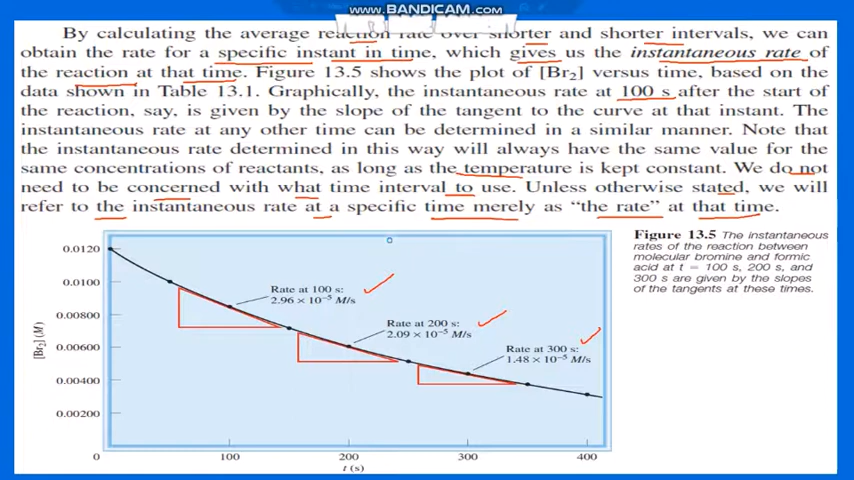 www.BANDICAM.com
By calculating the average reaction rate over shorter and shorter intervals, we can
obtain the rate for a specific instant in time, which gives us the instantaneous rate of
the reaction at that time. Figure 13.5 shows the plot of [Br₂] versus time, based on the
data shown in Table 13.1. Graphically, the instantaneous rate at 100 s after the start of
the reaction, say, is given by the slope of the tangent to the curve at that instant. The
instantaneous rate at any other time can be determined in a similar manner. Note that
the instantaneous rate determined in this way will always have the same value for the
same concentrations of reactants, as long as the temperature is kept constant. We do not
need to be concerned with what time interval to use. Unless otherwise stated, we will
refer to the instantaneous rate at a specific time merely as “the rate” at that time.
Figure 13.5 The instantaneous
rates of the reaction between
molecular bromine and formic
acid at t = 100 s, 200 s, and
300 s are given by the slopes
of the tangents at these times.
0.0120
0.0100
0.00800
0.00600
0.00400
0.00200
[Br₂] (M)
Rate at 100 s:
2.96 × 10⁻⁵ M/s
Rate at 200 s:
2.09 × 10⁻⁵ M/s
Rate at 300 s:
1.48 × 10⁻⁵ M/s
0 100 200 300 400
t (s)